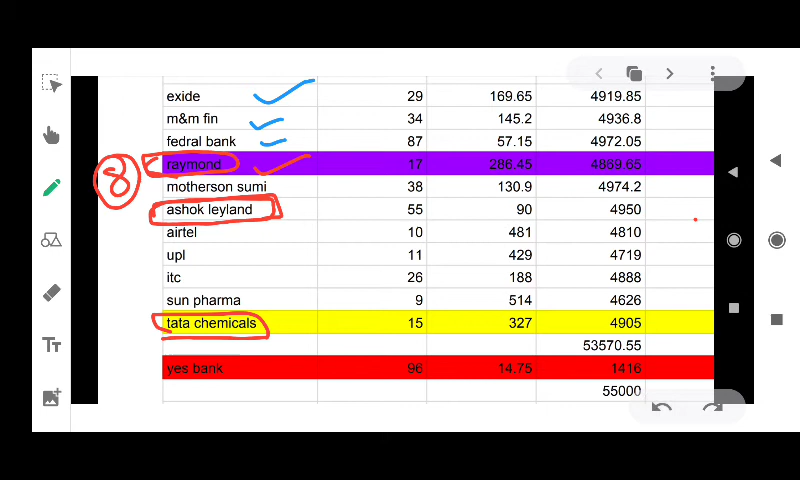 exide 29 169.65 4919.85
m&m fin 34 145.2 4936.8
fedral bank 87 57.15 4972.05
8 raymond 17 286.45 4869.65
motherson sumi 38 130.9 4974.2
ashok leyland 55 90 4950
airtel 10 481 4810
upl 11 429 4719
itc 26 188 4888
sun pharma 9 514 4626
tata chemicals 15 327 4905
53570.55
yes bank 96 14.75 1416
55000
Tт